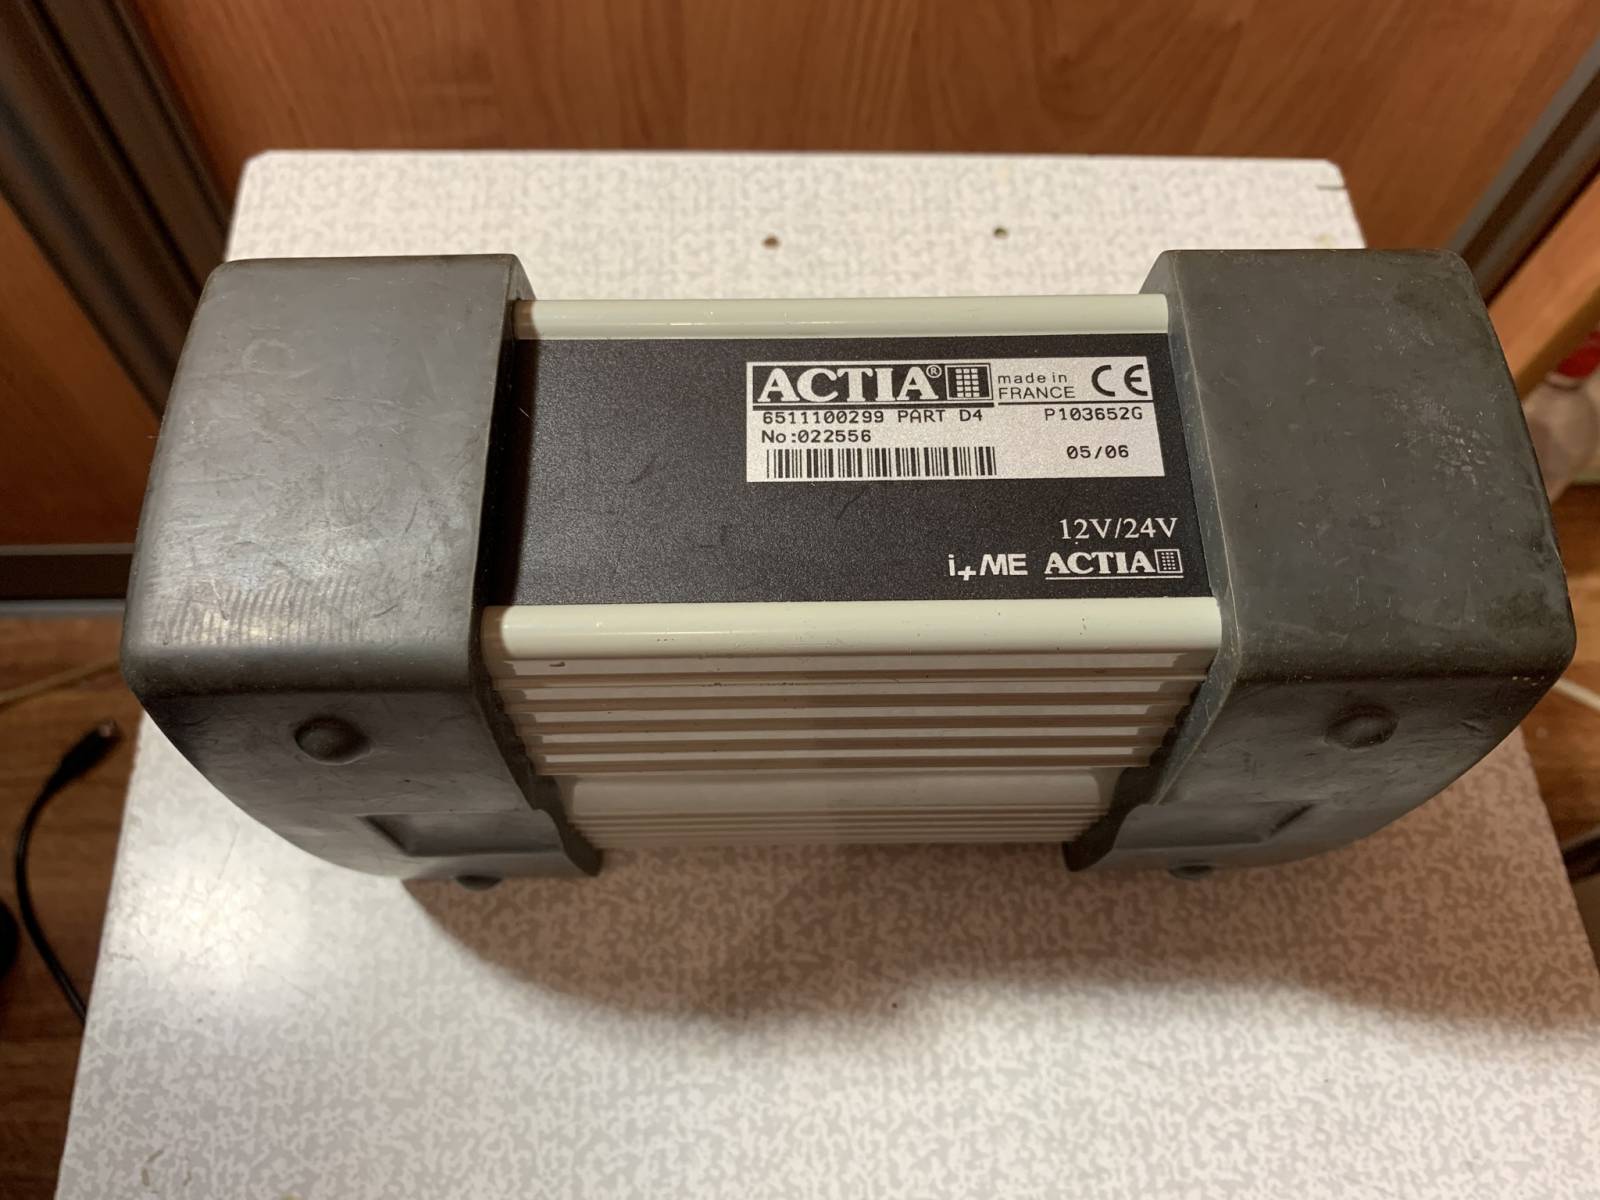 ACTIA® made in FRANCE CE
6511100299 PART D4 P103652G
No:022556
05/06
12V/24V
i+ME ACTIA